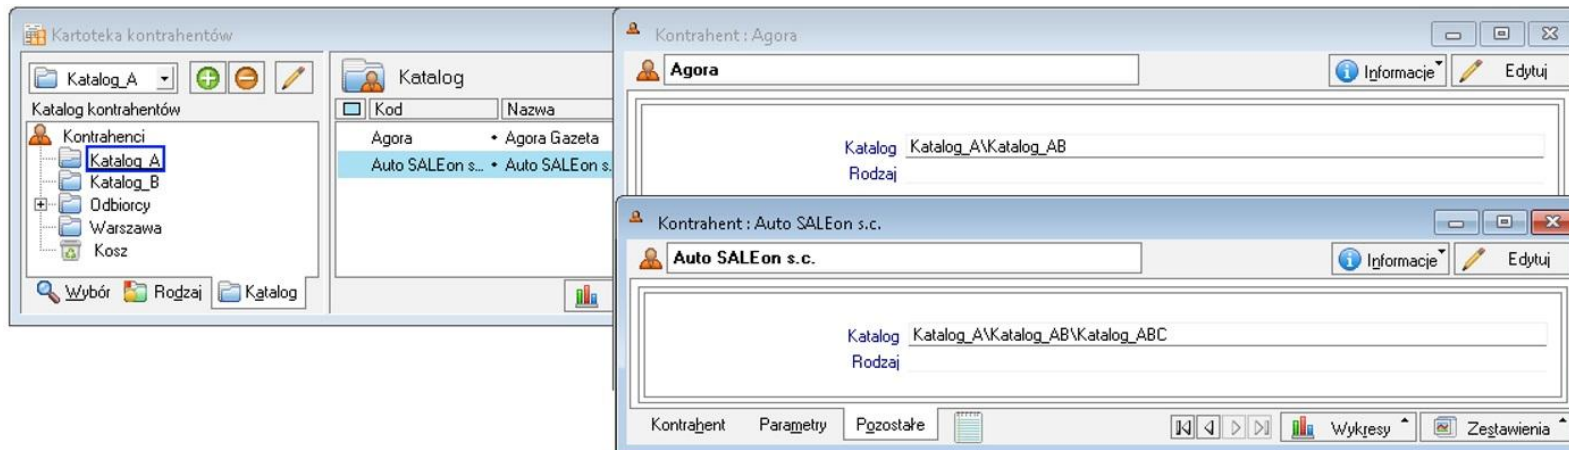 Kartoteka kontrahentów
Katalog_A
Katalog kontrahentów
Kontrahenci
Katalog_A
Katalog_B
Odbiorcy
Warszawa
Kosz
Wybór
Rodzaj
Katalog
Katalog
Kod
Nazwa
Agora
• Agora Gazeta
Auto SALEon s...
• Auto SALEon s.
Kontrahent : Agora
Agora
Informacje
Edytuj
Katalog
Katalog_A\Katalog_AB
Rodzaj
Kontrahent : Auto SALEon s.c.
Auto SALEon s.c.
Informacje
Edytuj
Katalog
Katalog_A\Katalog_AB\Katalog_ABC
Rodzaj
Kontrahent
Parametry
Pozostałe
Wykresy
Zestawienia